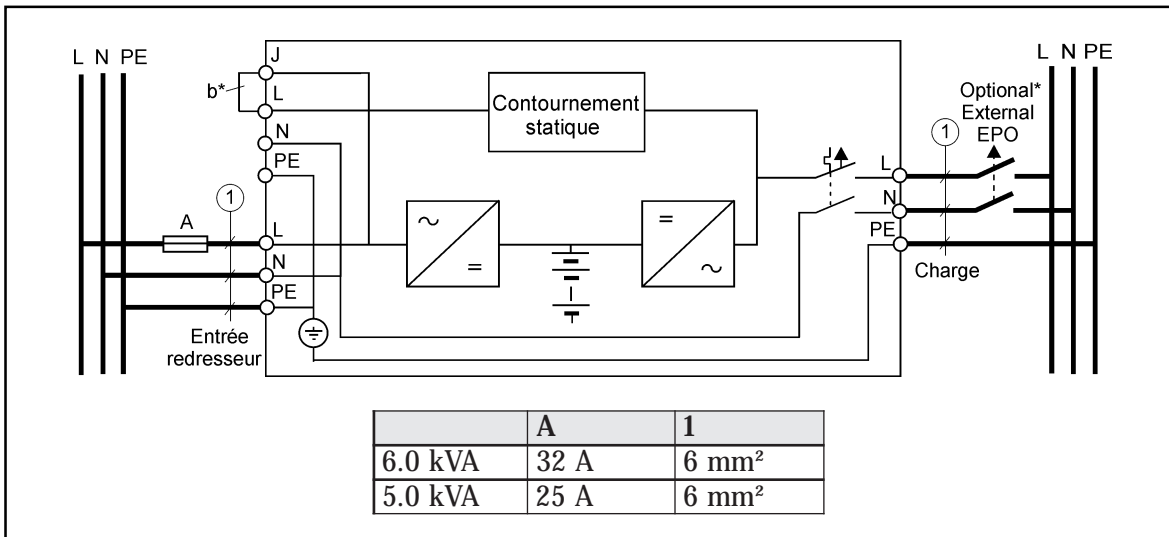 L N PE
J
b*
L
N
PE
1
A
L
N
PE
Entrée
redresseur
Contournement
statique
~
=
=
~
L
N
PE
1
Charge
Optional*
External
EPO
L N PE
A 1
6.0 kVA 32 A 6 mm²
5.0 kVA 25 A 6 mm²